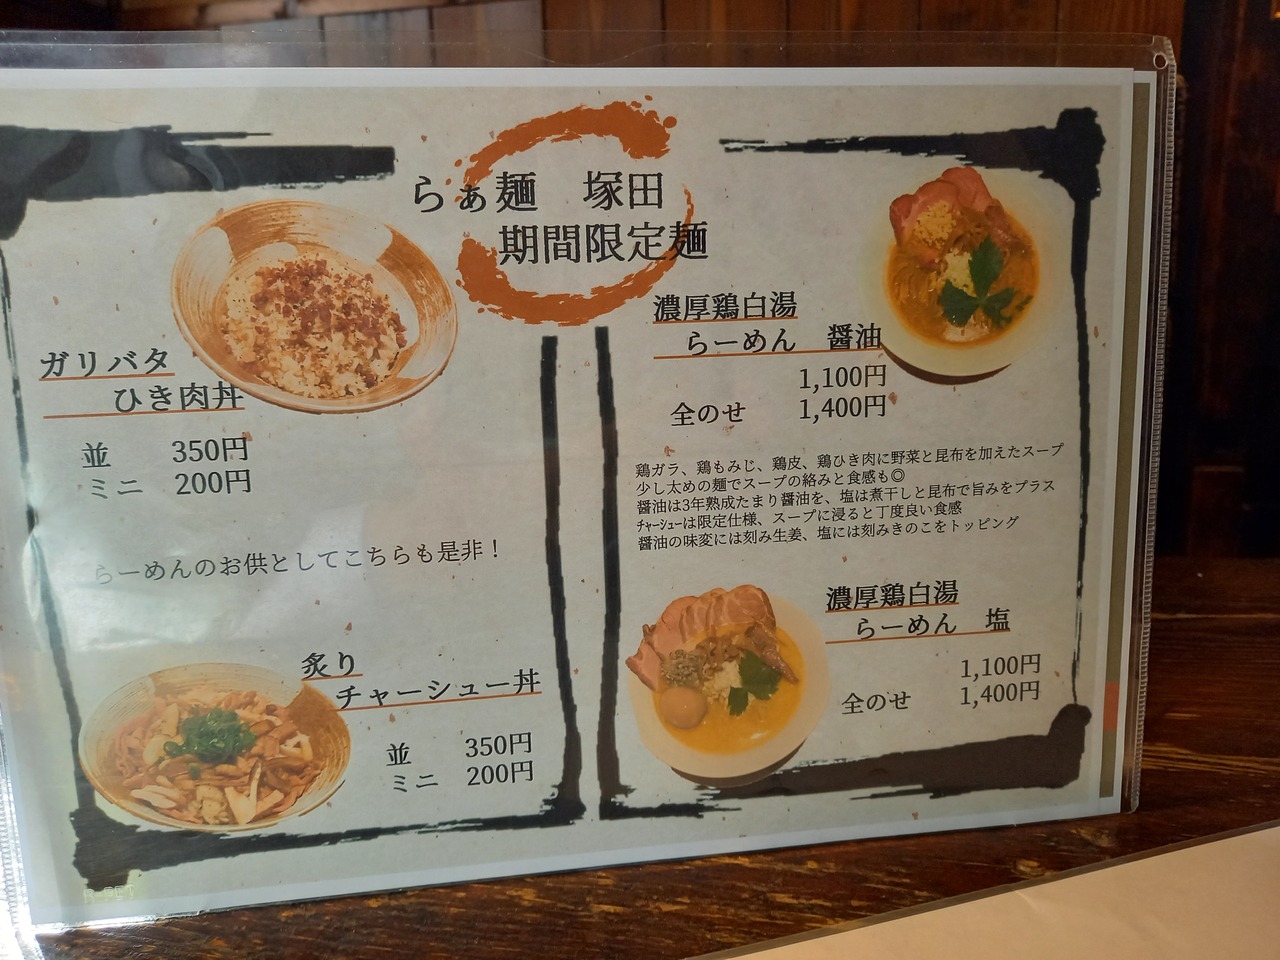 らぁ麺　塚田
期間限定麺
ガリバタ
ひき肉丼
並　350円
ミニ　200円
らーめんのお供としてこちらも是非！
炙り
チャーシュー丼
並　350円
ミニ　200円
濃厚鶏白湯
らーめん　醤油
1,100円
全のせ　1,400円
鶏ガラ、鶏もみじ、鶏皮、鶏ひき肉に野菜と昆布を加えたスープ
少し太めの麺でスープの絡みと食感も◎
醤油は3年熟成たまり醤油を、塩は煮干しと昆布で旨みをプラス
ﾁｬｰｼｭｰは限定仕様、スープに浸ると丁度良い食感
醤油の味変には刻み生姜、塩には刻みきのこをトッピング
濃厚鶏白湯
らーめん　塩
1,100円
全のせ　1,400円
R-PET